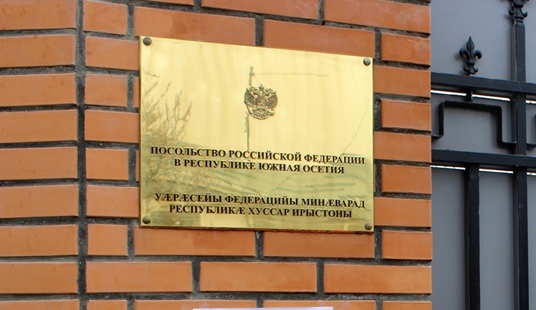 ПОСОЛЬСТВО РОССИЙСКОЙ ФЕДЕРАЦИИ
В РЕСПУБЛИКЕ ЮЖНАЯ ОСЕТИЯ
УӔРӔСЕЙЫ ФЕДЕРАЦИЙЫ МИНӔВАРАД
РЕСПУБЛИКӔ ХУССАР ИРЫСТОНЫ